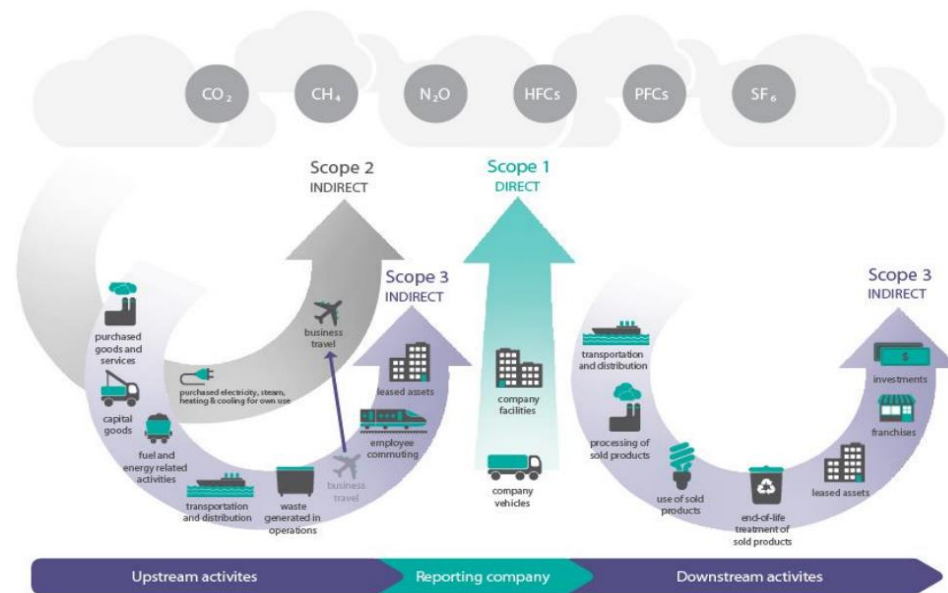 CO₂
CH₄
N₂O
HFCs
PFCs
SF₆
Scope 2
INDIRECT
Scope 1
DIRECT
Scope 3
INDIRECT
Scope 3
INDIRECT
purchased
goods and
services
capital
goods
fuel and
energy related
activities
transportation
and distribution
waste
generated in
operations
business
travel
business
travel
purchased electricity, steam,
heating & cooling for own use
employee
commuting
leased assets
company
facilities
company
vehicles
transportation
and distribution
processing of
sold products
use of sold
products
end-of-life
treatment of
sold products
leased assets
franchises
$
investments
Upstream activites
Reporting company
Downstream activites